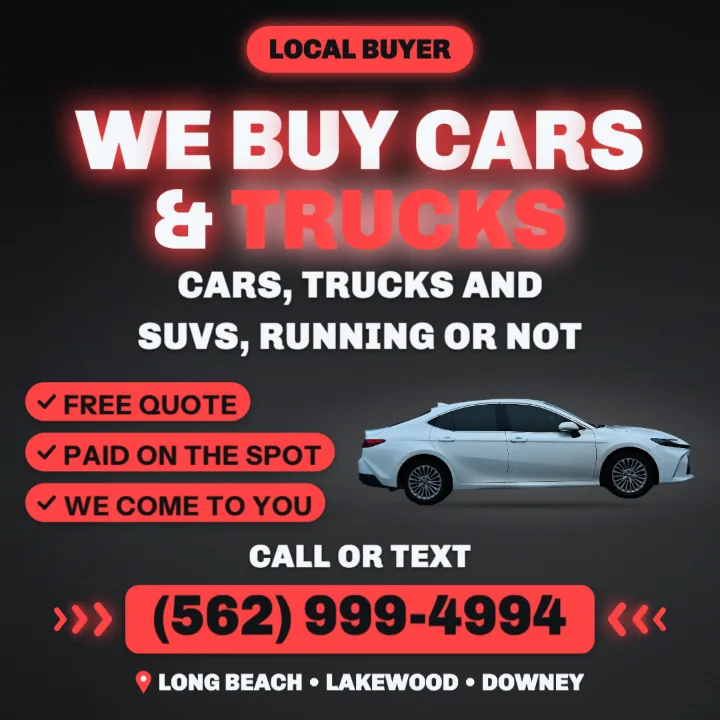 LOCAL BUYER
WE BUY CARS
& TRUCKS
CARS, TRUCKS AND
SUVS, RUNNING OR NOT
FREE QUOTE
PAID ON THE SPOT
WE COME TO YOU
CALL OR TEXT
(562) 999-4994
LONG BEACH • LAKEWOOD • DOWNEY